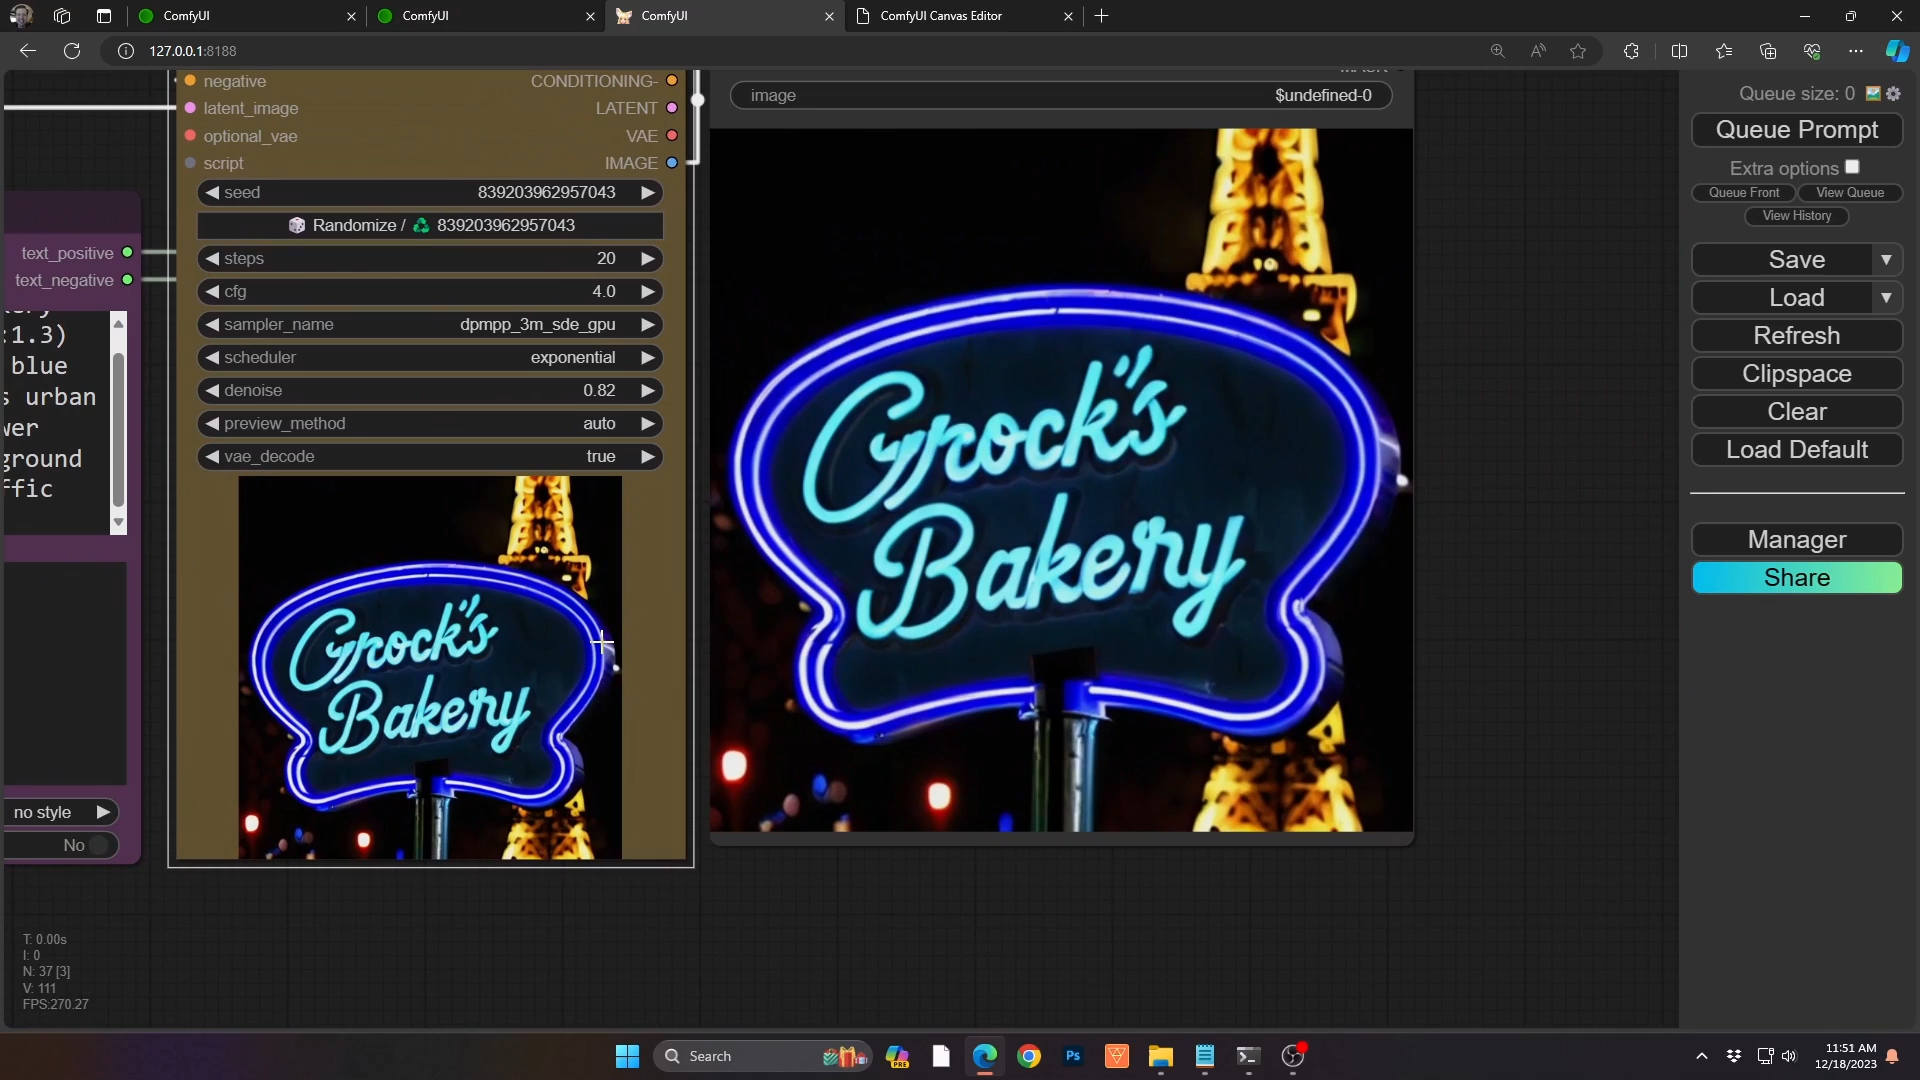 ComfyUI
ComfyUI
ComfyUI
ComfyUI Canvas Editor
127.0.0.1:8188
negative
CONDITIONING-
latent_image
LATENT
optional_vae
VAE
script
IMAGE
seed
839203962957043
Randomize / 839203962957043
steps
20
cfg
4.0
sampler_name
dpmpp_3m_sde_gpu
scheduler
exponential
denoise
0.82
preview_method
auto
vae_decode
true
text_positive
text_negative
:1.3)
blue
s urban
wer
ground
ffic
no style
No
Grock's
Bakery
image
$undefined-0
Grock's
Bakery
Queue size: 0
Queue Prompt
Extra options
Queue Front
View Queue
View History
Save
Load
Refresh
Clipspace
Clear
Load Default
Manager
Share
T: 0.00s
I: 0
N: 37 [3]
V: 111
FPS:270.27
Search
PRE
Ps
11:51 AM
12/18/2023